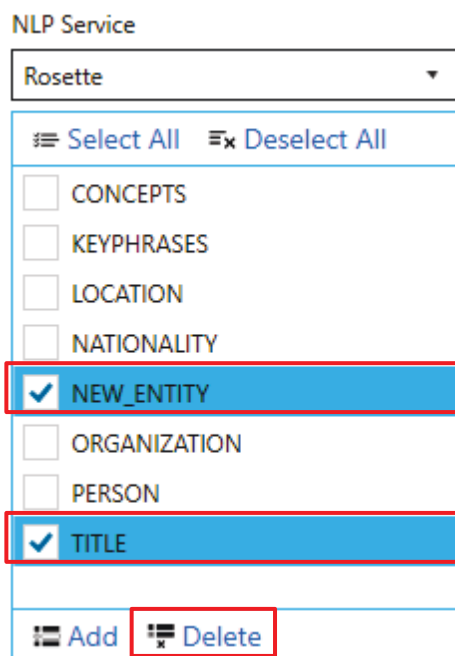 NLP Service
Rosette
Select All Deselect All
CONCEPTS
KEYPHRASES
LOCATION
NATIONALITY
NEW_ENTITY
ORGANIZATION
PERSON
TITLE
Add Delete